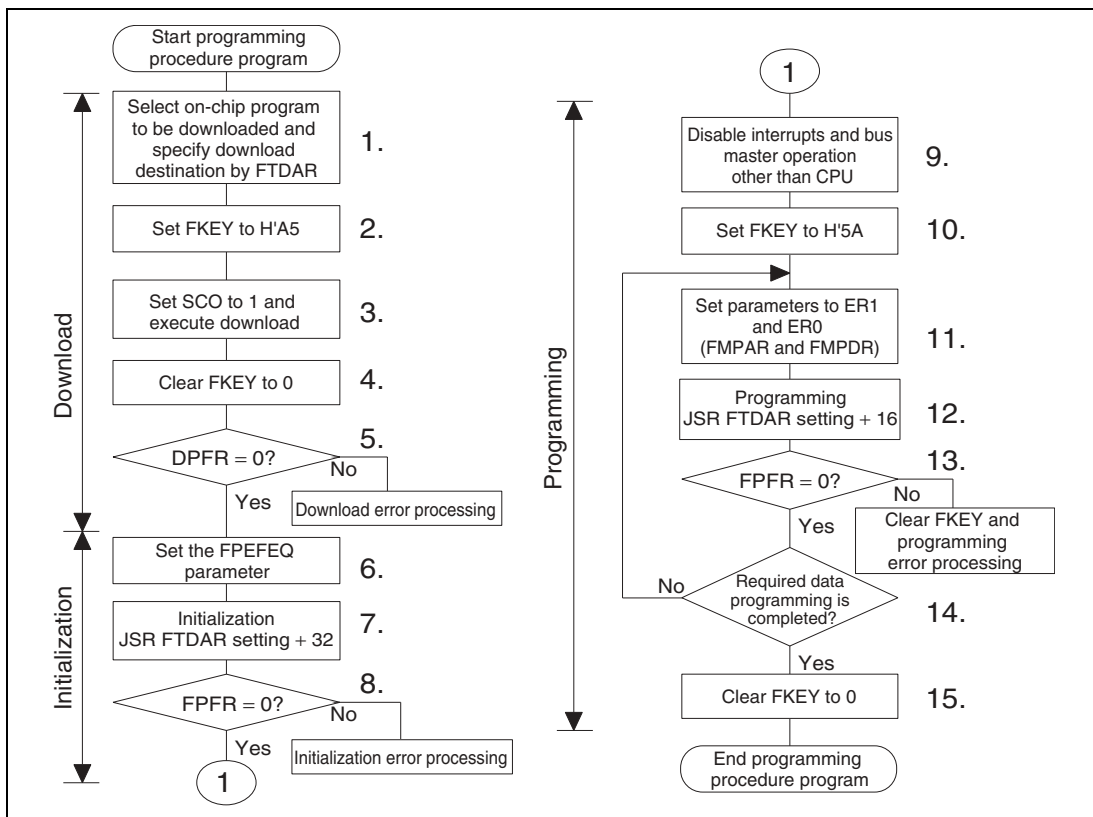 Start programming
procedure program
Select on-chip program
to be downloaded and
specify download
destination by FTDAR
1.
Set FKEY to H'A5
2.
Set SCO to 1 and
execute download
3.
Clear FKEY to 0
4.
5.
DPFR = 0?
No
Yes
Download error processing
Download
Set the FPEFEQ
parameter
6.
Initialization
JSR FTDAR setting + 32
7.
8.
FPFR = 0?
No
Yes
Initialization error processing
1
Initialization
1
Disable interrupts and bus
master operation
other than CPU
9.
Set FKEY to H'5A
10.
Set parameters to ER1
and ER0
(FMPAR and FMPDR)
11.
Programming
JSR FTDAR setting + 16
12.
13.
FPFR = 0?
No
Yes
Clear FKEY and
programming
error processing
No
Required data
programming is
completed?
14.
Yes
Clear FKEY to 0
15.
End programming
procedure program
Programming